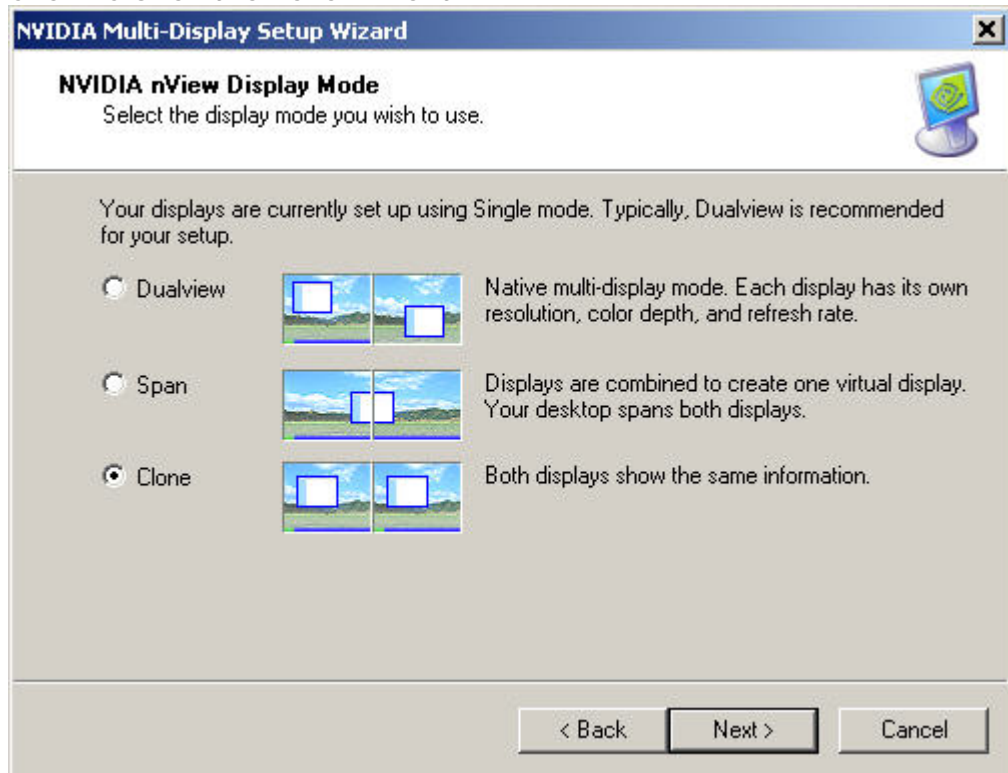 NVIDIA Multi-Display Setup Wizard
NVIDIA nView Display Mode
Select the display mode you wish to use.
Your displays are currently set up using Single mode. Typically, Dualview is recommended
for your setup.
Dualview
Native multi-display mode. Each display has its own
resolution, color depth, and refresh rate.
Span
Displays are combined to create one virtual display.
Your desktop spans both displays.
Clone
Both displays show the same information.
< Back
Next >
Cancel